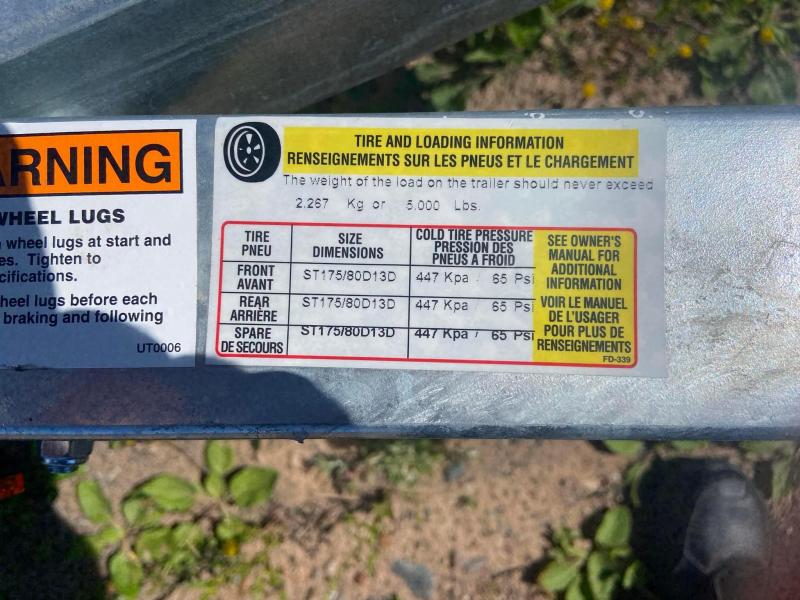 ARNING
WHEEL LUGS
wheel lugs at start and
es. Tighten to
cifications.
heel lugs before each
braking and following
UT0006
TIRE AND LOADING INFORMATION
RENSEIGNEMENTS SUR LES PNEUS ET LE CHARGEMENT
The weight of the load on the trailer should never exceed
2.267 Kg or 5.000 Lbs.
TIRE
PNEU
SIZE
DIMENSIONS
COLD TIRE PRESSURE
PRESSION DES
PNEUS A FROID
FRONT
AVANT
ST175/80D13D
447 Kpa / 65 Psi
REAR
ARRIÈRE
ST175/80D13D
447 Kpa / 65 Psi
SPARE
DE SECOURS
ST175/80D13D
447 Kpa / 65 Psi
SEE OWNER'S
MANUAL FOR
ADDITIONAL
INFORMATION
VOIR LE MANUEL
DE L'USAGER
POUR PLUS DE
RENSEIGNEMENTS
FD-339